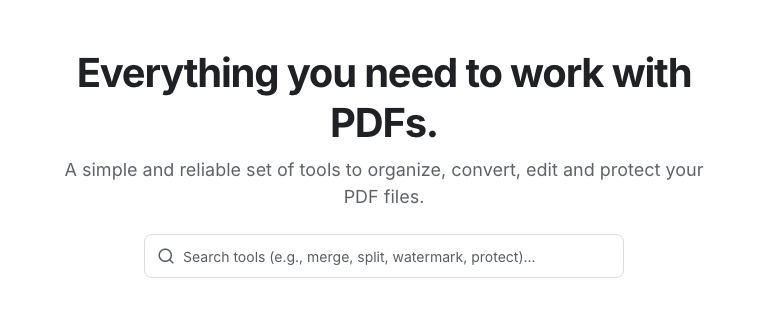 Everything you need to work with
PDFs.
A simple and reliable set of tools to organize, convert, edit and protect your
PDF files.
Search tools (e.g., merge, split, watermark, protect)...